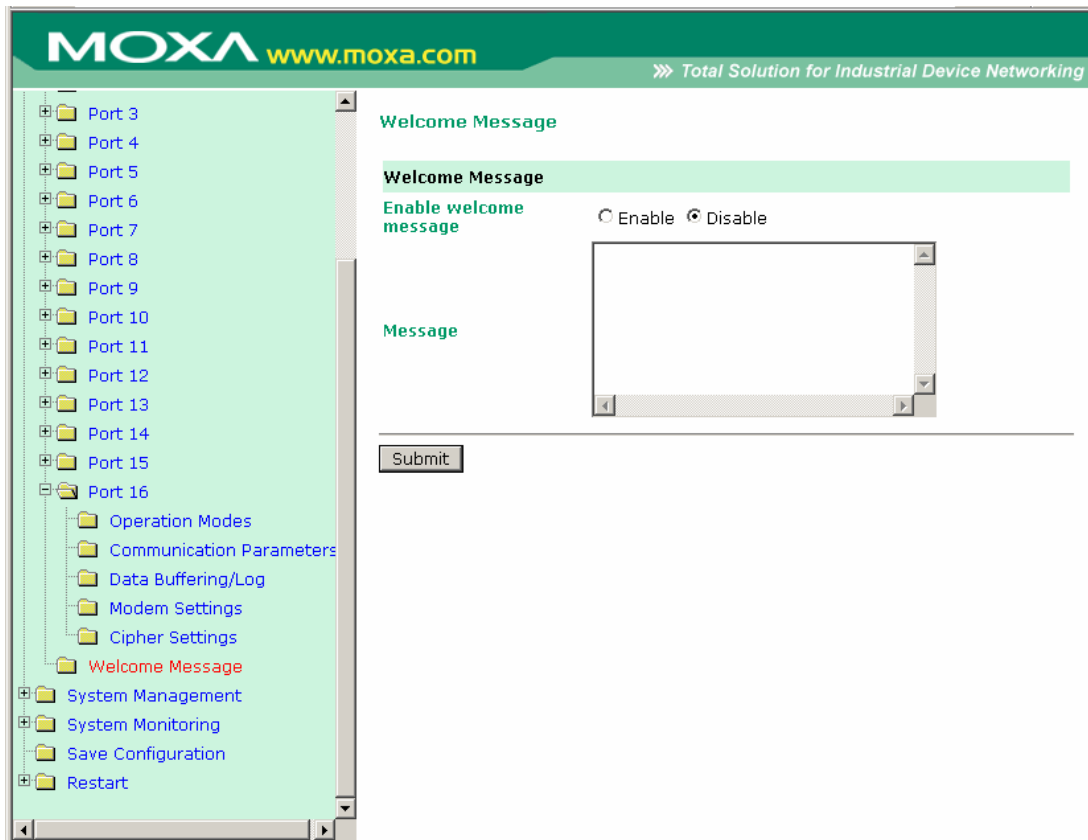 MOXA www.moxa.com
Total Solution for Industrial Device Networking
Port 3
Port 4
Port 5
Port 6
Port 7
Port 8
Port 9
Port 10
Port 11
Port 12
Port 13
Port 14
Port 15
Port 16
Operation Modes
Communication Parameters
Data Buffering/Log
Modem Settings
Cipher Settings
Welcome Message
System Management
System Monitoring
Save Configuration
Restart
Welcome Message
Welcome Message
Enable welcome
message
Enable Disable
Message
Submit